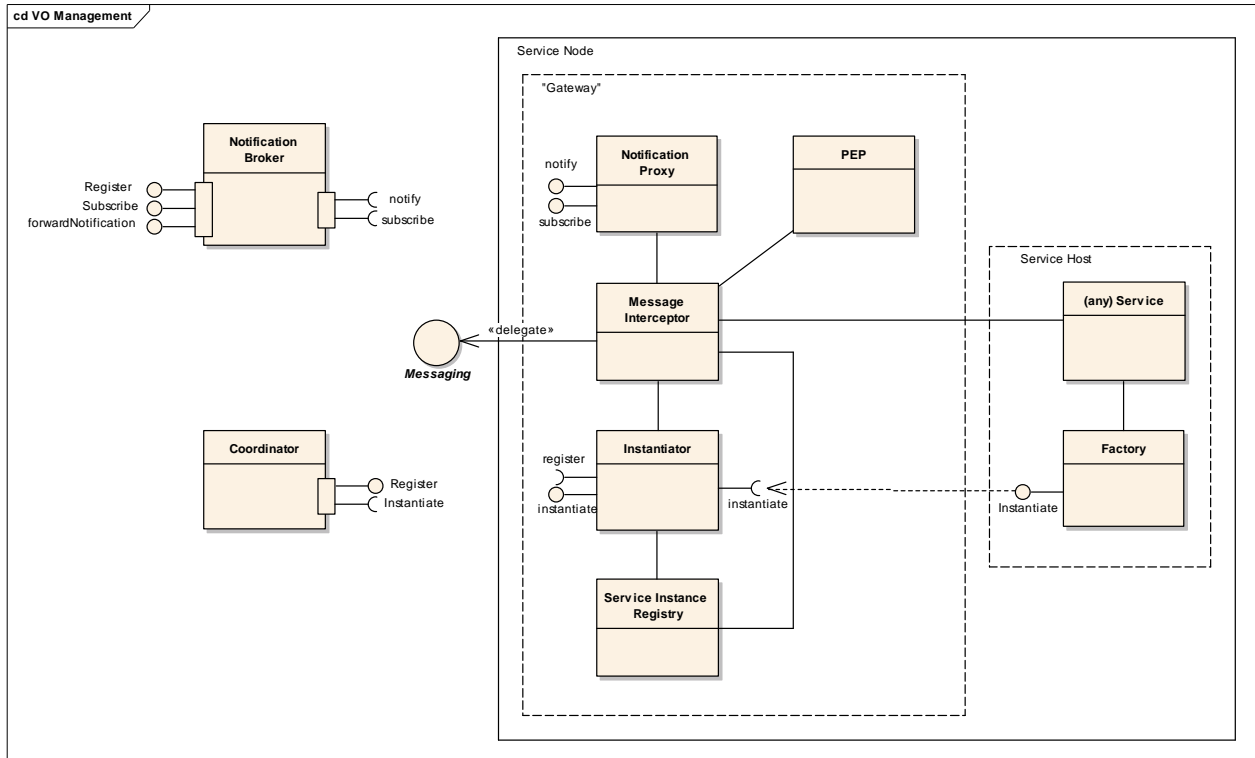 cd VO Management
Service Node
"Gateway"
Notification
Broker
Register
Subscribe
forwardNotification
notify
subscribe
Notification
Proxy
notify
subscribe
PEP
Service Host
(any) Service
Message
Interceptor
«delegate»
Messaging
Coordinator
Register
Instantiate
Instantiator
register
instantiate
instantiate
Factory
Instantiate
Service Instance
Registry